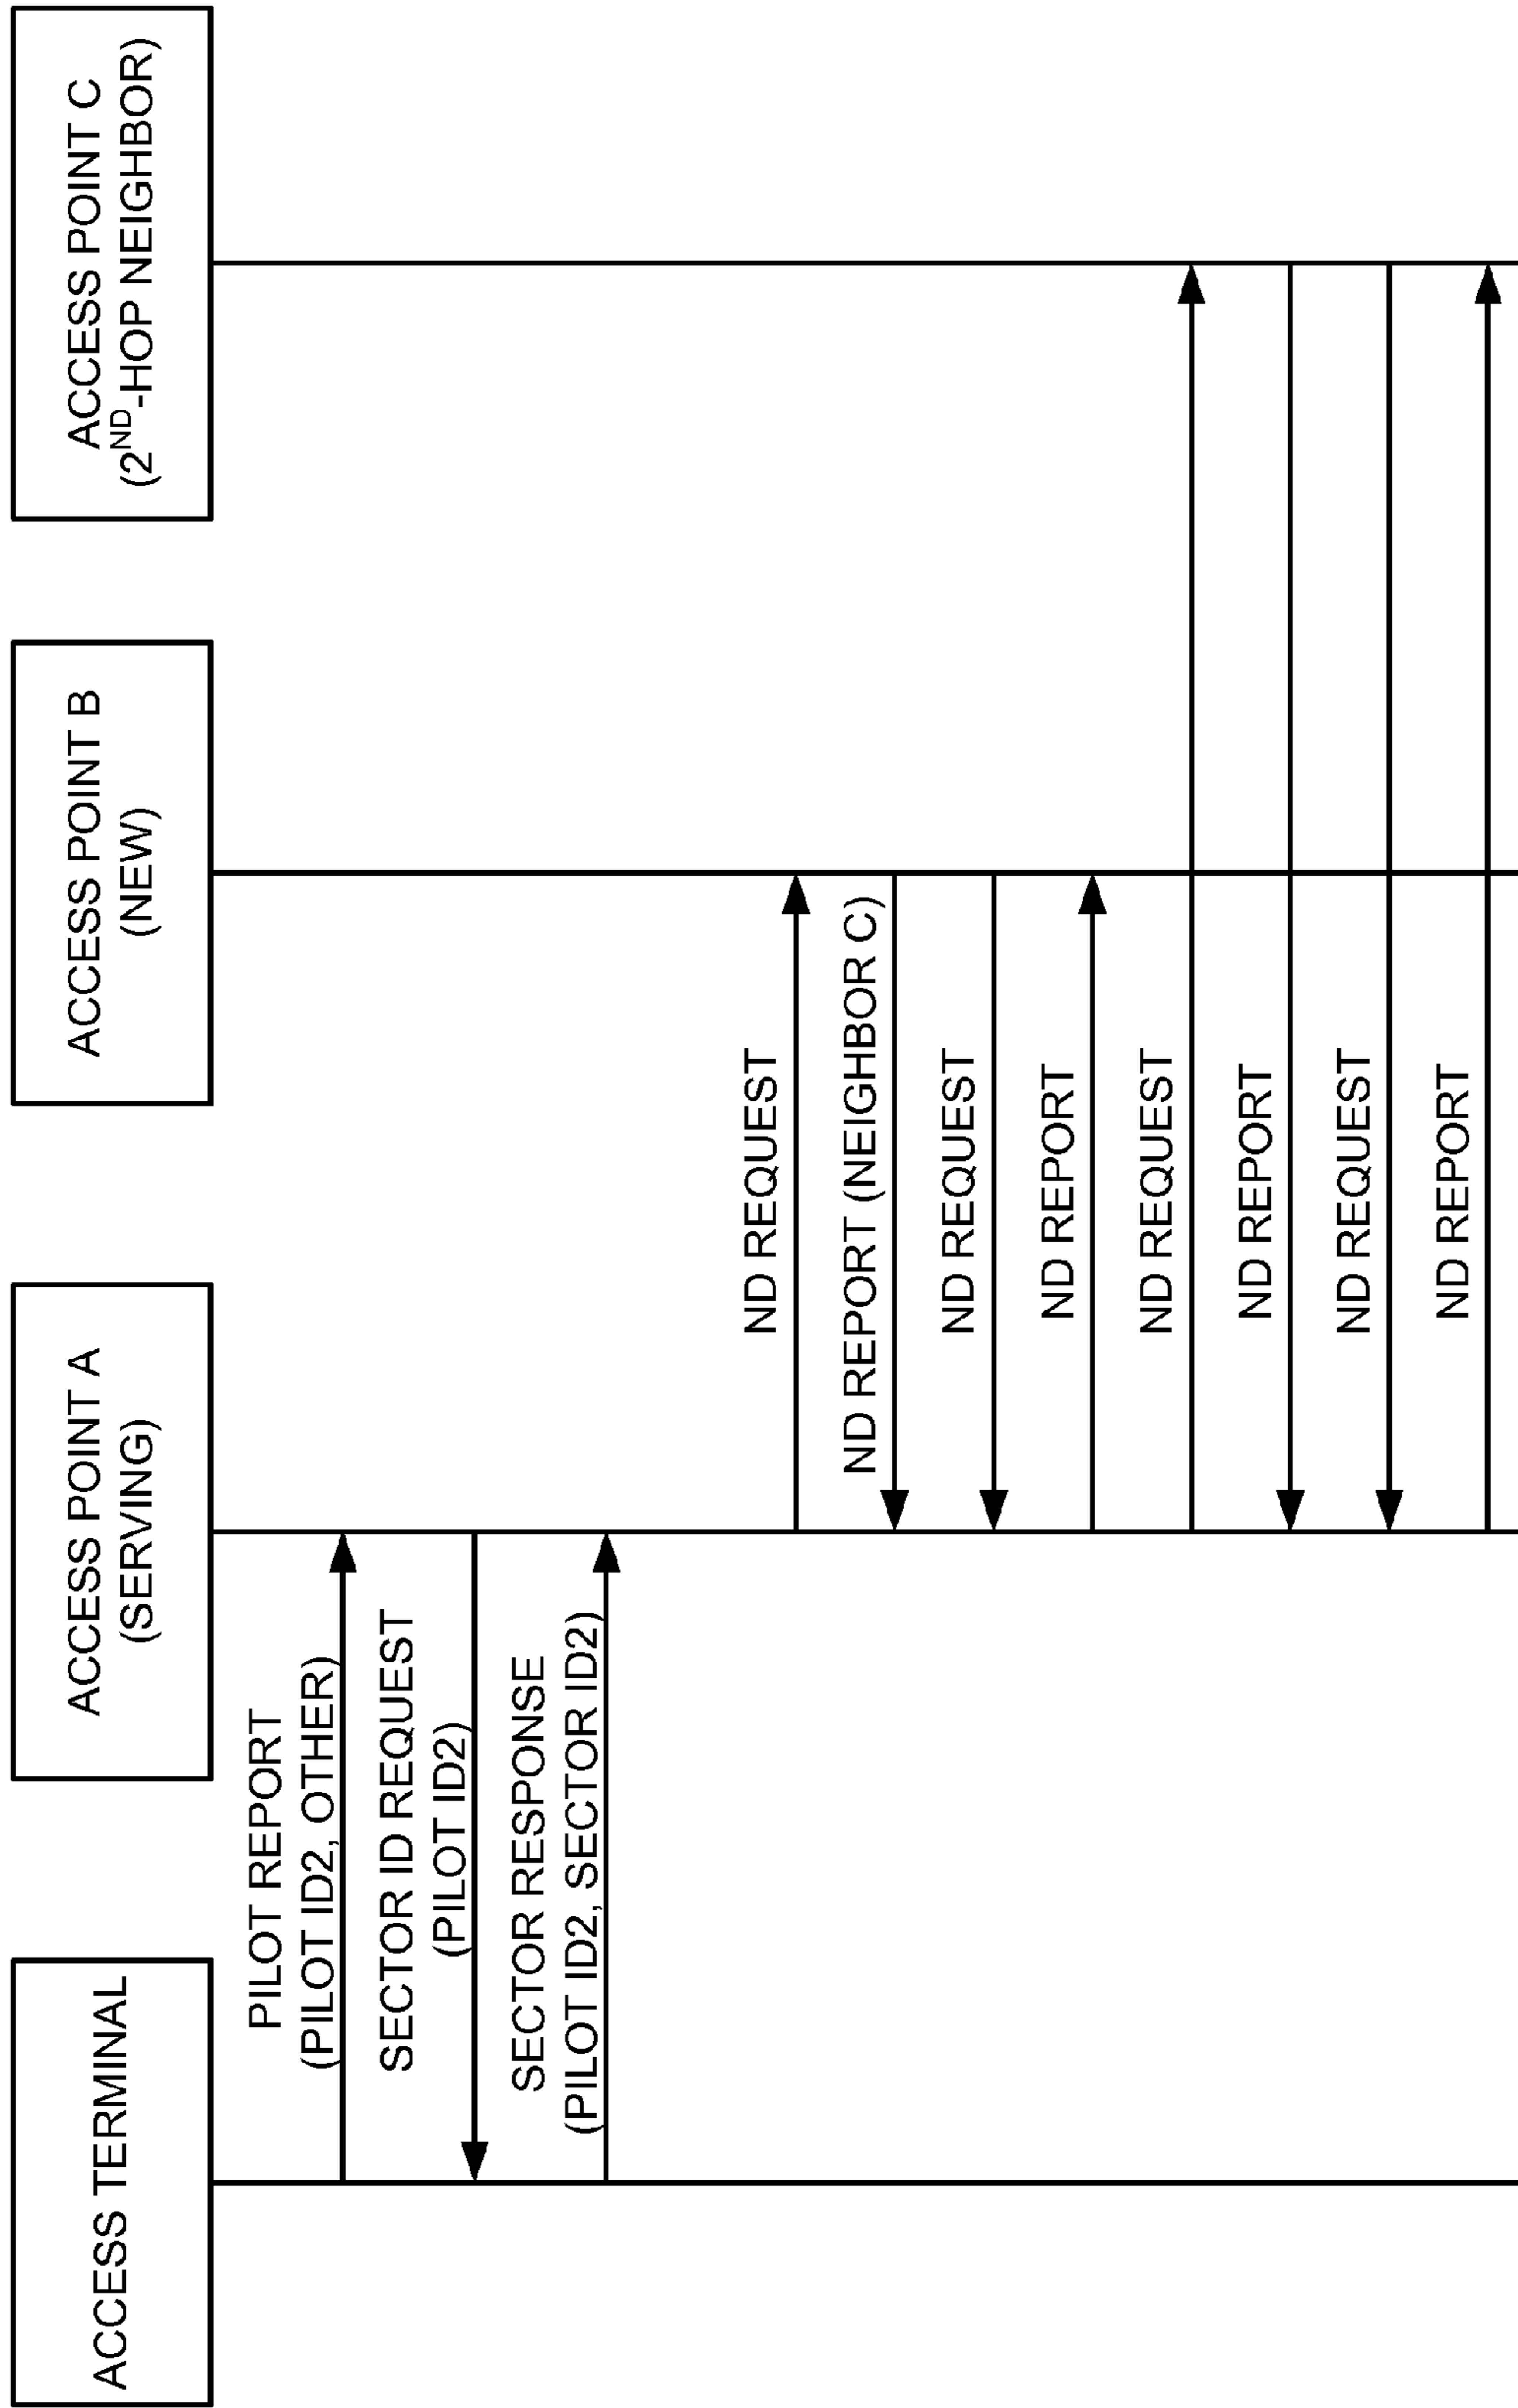 ACCESS TERMINAL
ACCESS POINT A
(SERVING)
ACCESS POINT B
(NEW)
ACCESS POINT C
(2ND-HOP NEIGHBOR)
PILOT REPORT
(PILOT ID2, OTHER)
SECTOR ID REQUEST
(PILOT ID2)
SECTOR RESPONSE
(PILOT ID2, SECTOR ID2)
ND REQUEST
ND REPORT (NEIGHBOR C)
ND REQUEST
ND REPORT
ND REQUEST
ND REPORT
ND REQUEST
ND REPORT